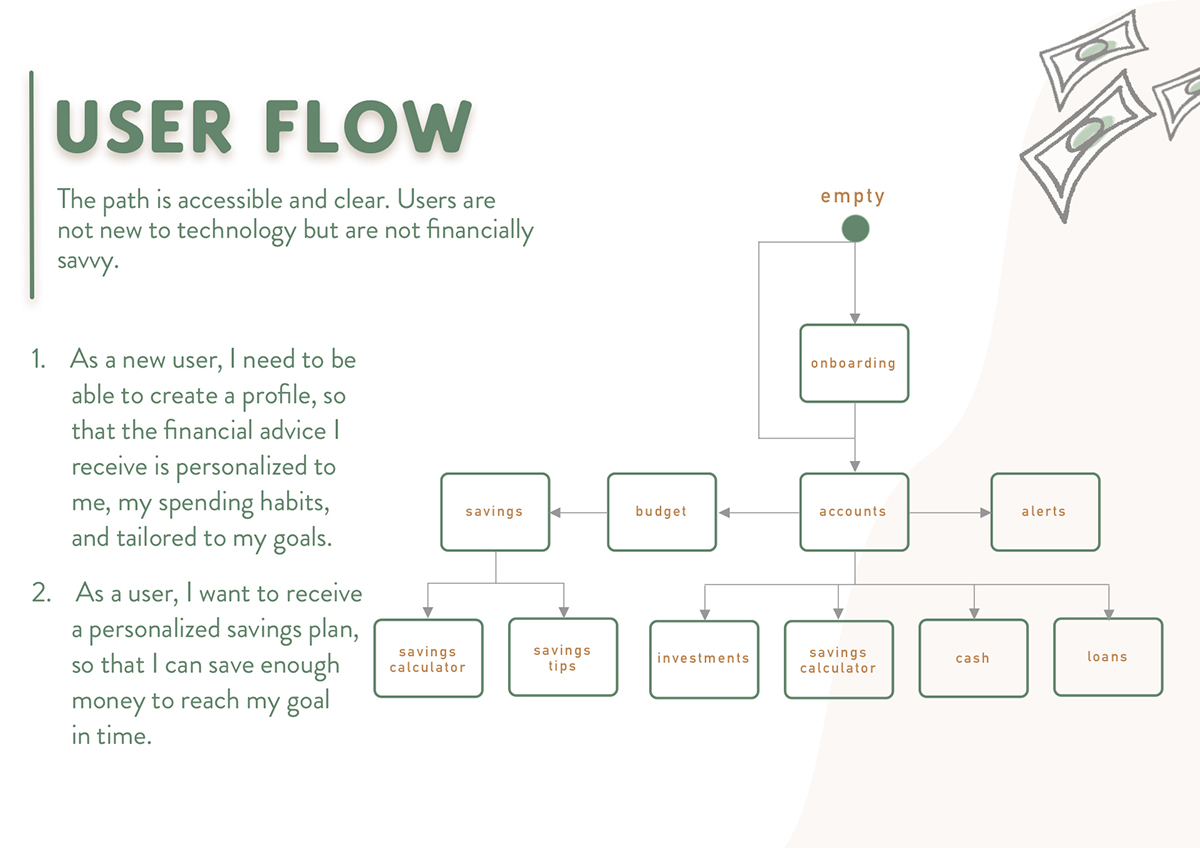 USER FLOW
The path is accessible and clear. Users are
not new to technology but are not financially
savvy.
1. As a new user, I need to be
able to create a profile, so
that the financial advice I
receive is personalized to
me, my spending habits,
and tailored to my goals.
2. As a user, I want to receive
a personalized savings plan,
so that I can save enough
money to reach my goal
in time.
empty
onboarding
savings
budget
accounts
alerts
savings
calculator
savings
tips
investments
savings
calculator
cash
loans